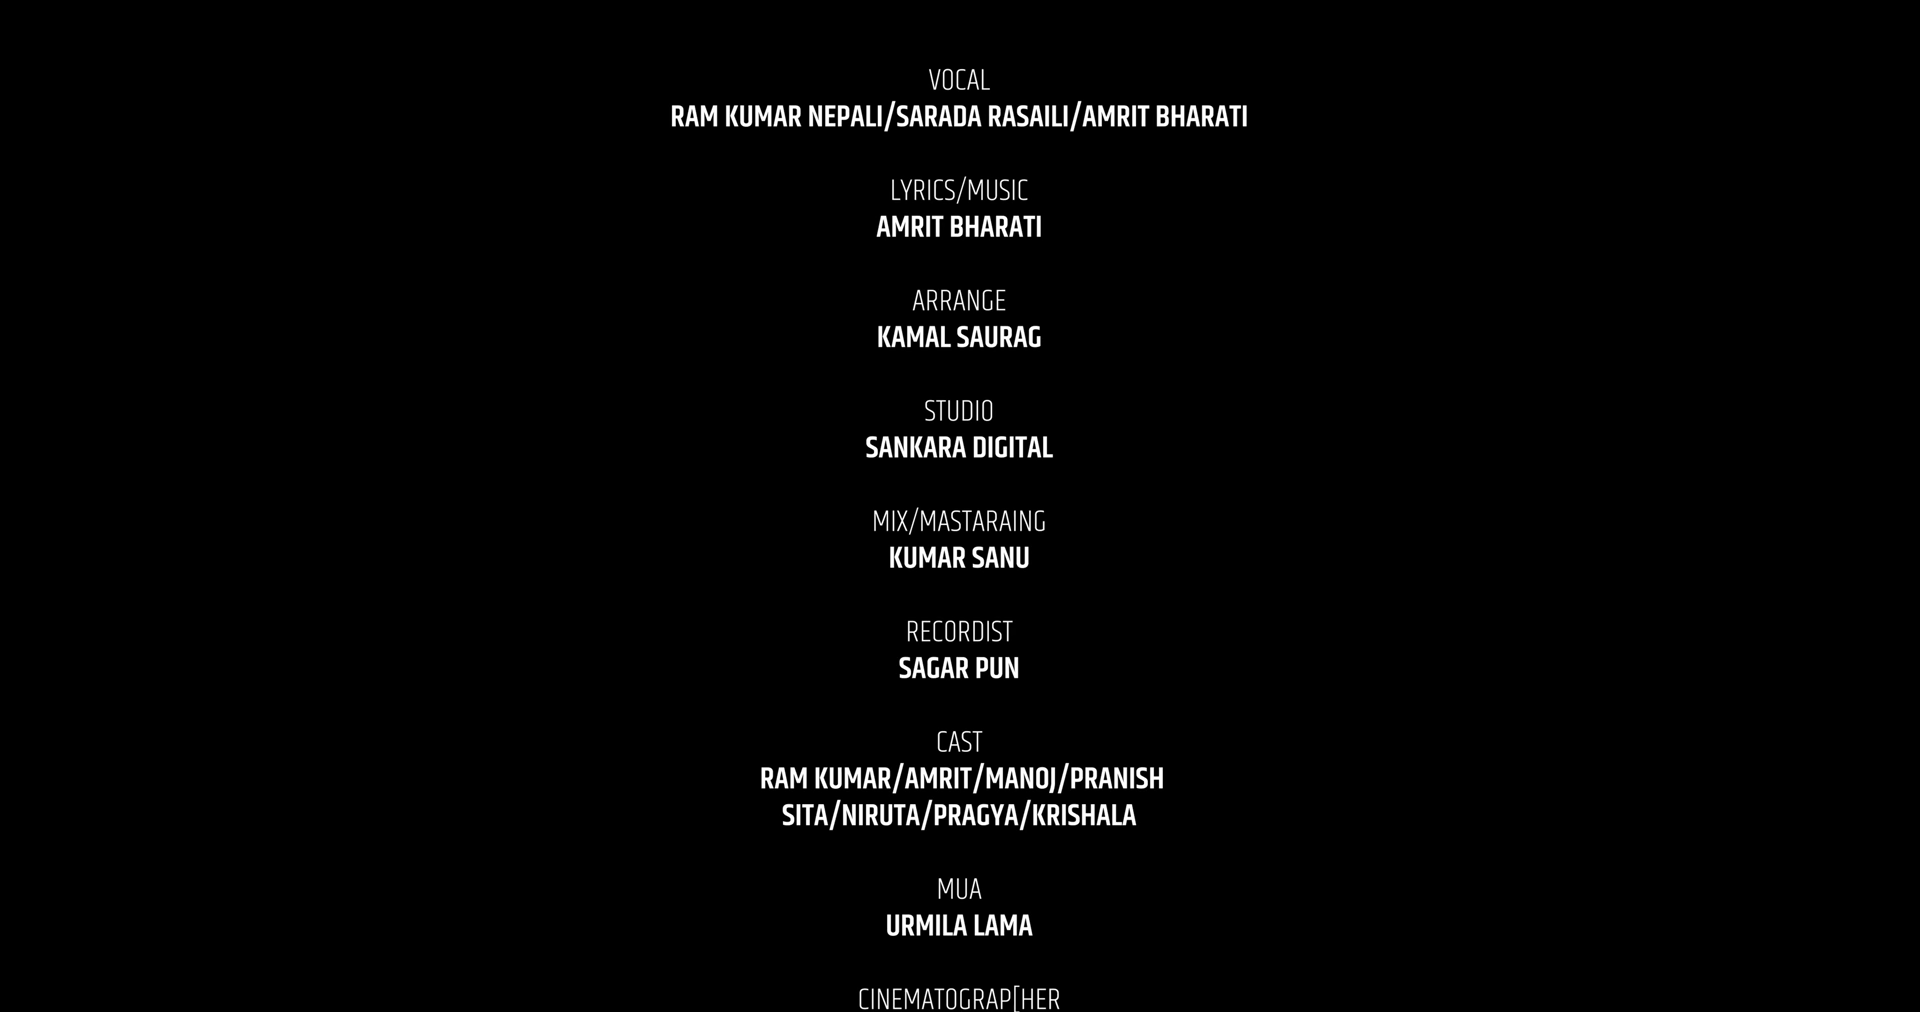 VOCAL
RAM KUMAR NEPALI/SARADA RASAILI/AMRIT BHARATI
LYRICS/MUSIC
AMRIT BHARATI
ARRANGE
KAMAL SAURAG
STUDIO
SANKARA DIGITAL
MIX/MASTARAING
KUMAR SANU
RECORDIST
SAGAR PUN
CAST
RAM KUMAR/AMRIT/MANOJ/PRANISH
SITA/NIRUTA/PRAGYA/KRISHALA
MUA
URMILA LAMA
CINEMATOGRAP[HER